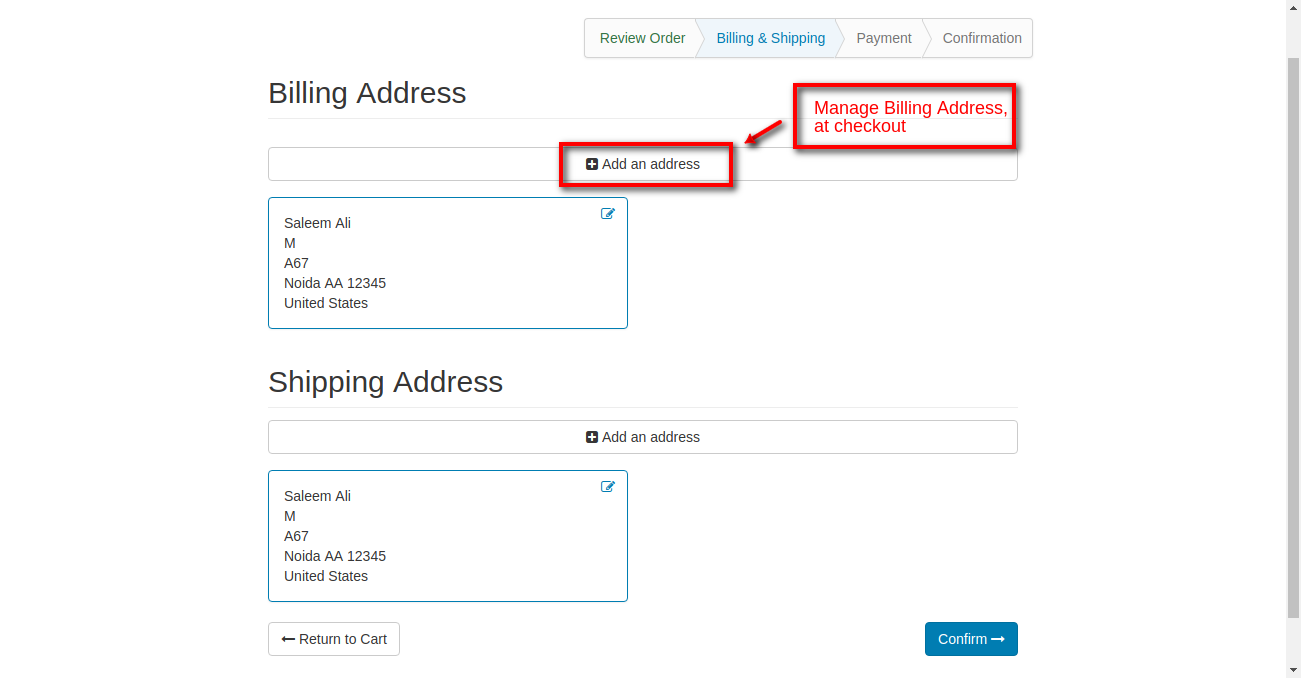 Review Order
Billing & Shipping
Payment
Confirmation
Billing Address
Manage Billing Address,
at checkout
Add an address
Saleem Ali
M
A67
Noida AA 12345
United States
Shipping Address
Add an address
Saleem Ali
M
A67
Noida AA 12345
United States
Return to Cart
Confirm